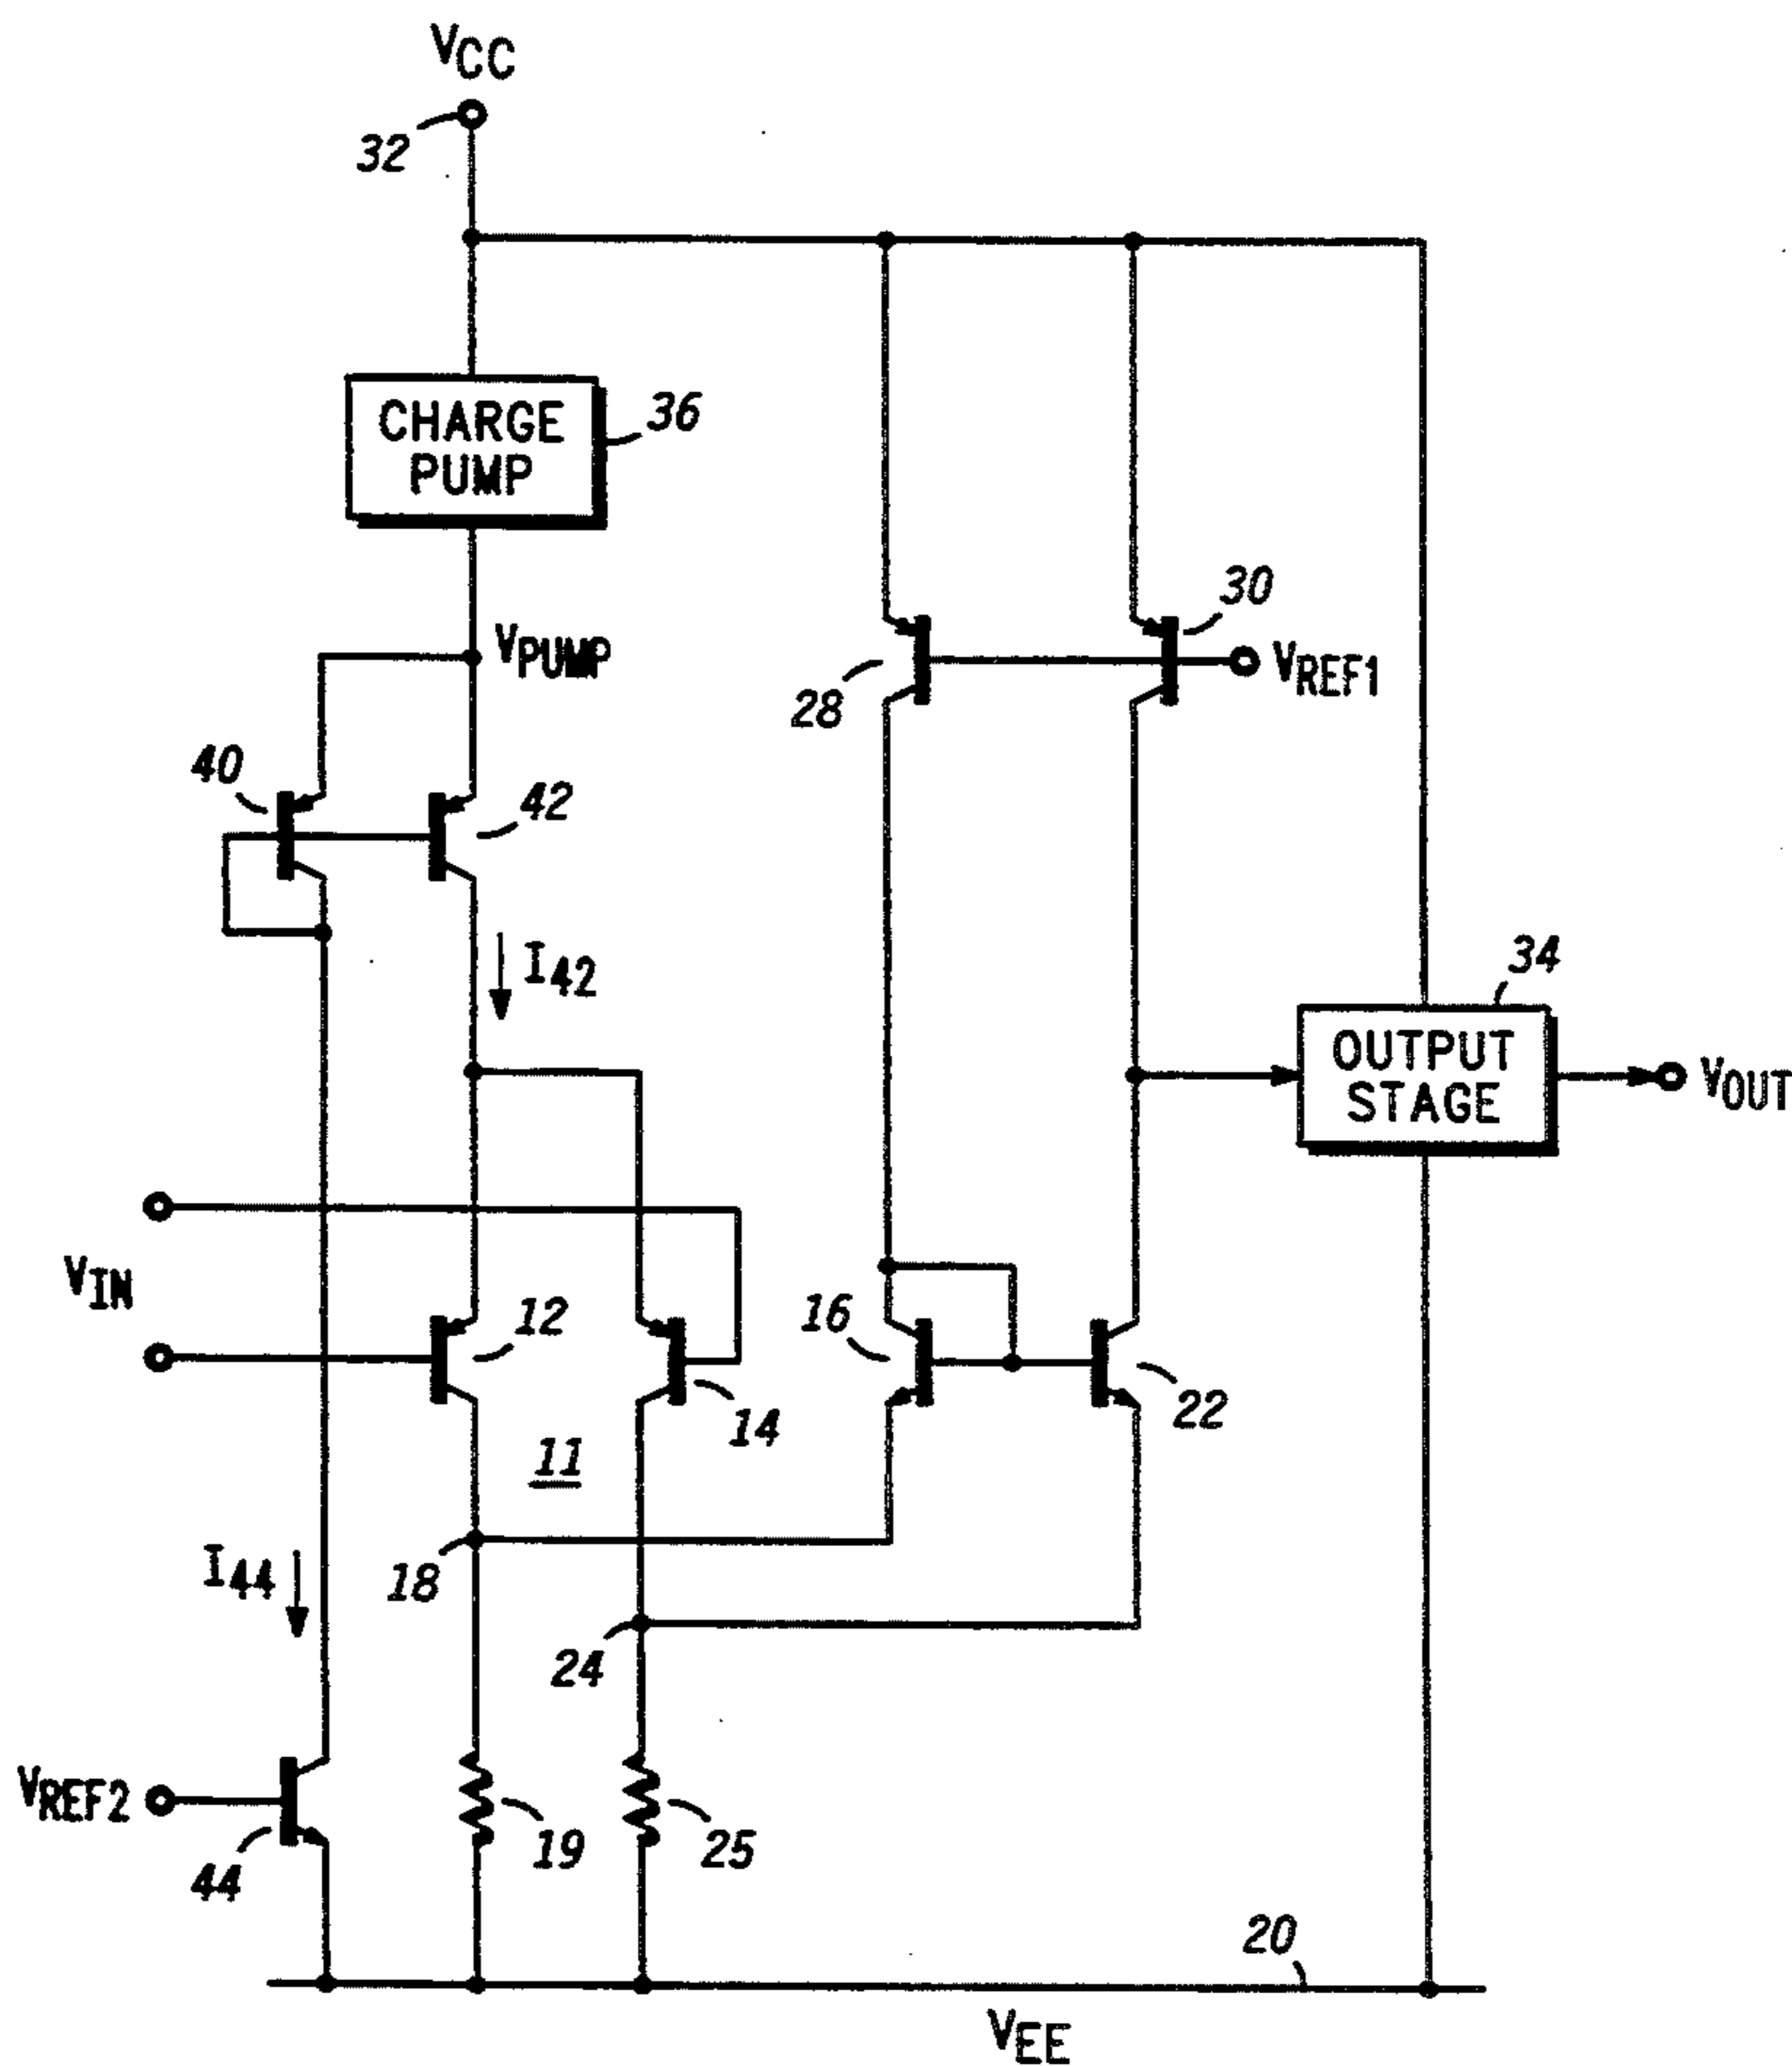 VCC
32
CHARGE
PUMP
36
VPUMP
30
VREF1
28
40
42
I42
34
OUTPUT
STAGE
VOUT
VIN
12
16
14
22
11
I44
18
24
VREF2
19
25
44
20
VEE